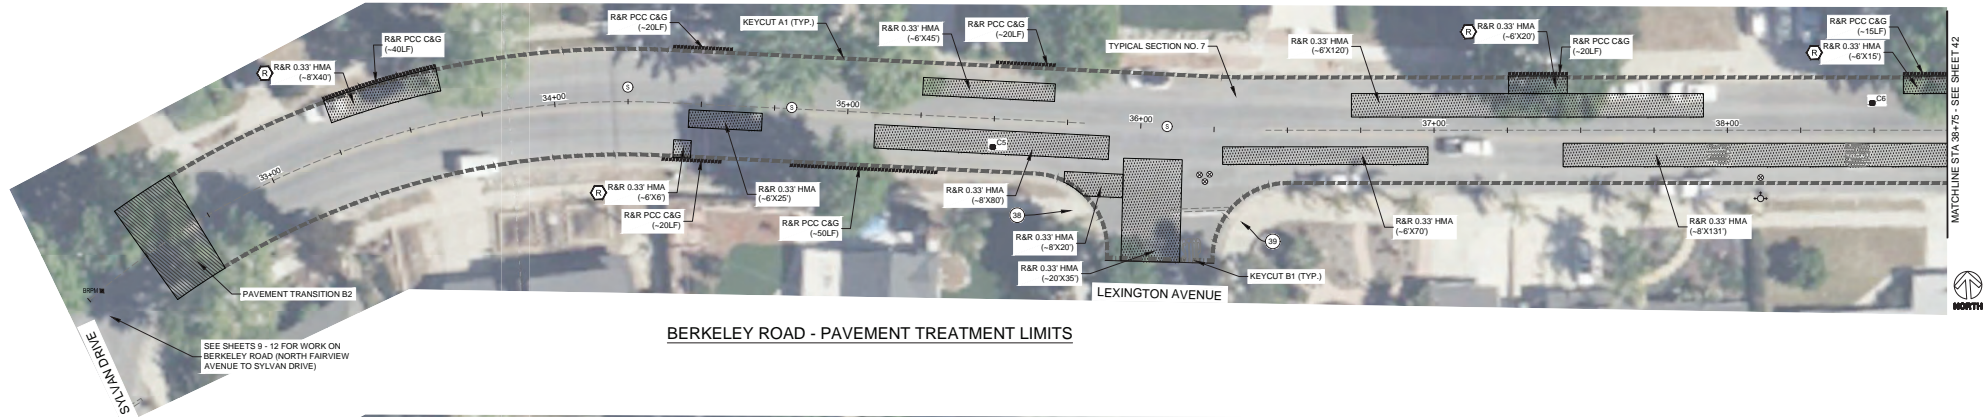 R&R PCC C&G
(~40LF)
R
R&R 0.33' HMA
(~8'X40')
R&R PCC C&G
(~20LF)
KEYCUT A1 (TYP.)
R&R 0.33' HMA
(~6'X45')
R&R PCC C&G
(~20LF)
TYPICAL SECTION NO. 7
R&R 0.33' HMA
(~6'X120')
R
R&R 0.33' HMA
(~6'X20')
R&R PCC C&G
(~20LF)
R&R PCC C&G
(~15LF)
R
R&R 0.33' HMA
(~6'X15')
MATCHLINE STA 38+75 - SEE SHEET 42
33+00
34+00
S
S
35+00
36+00
S
37+00
38+00
C5
C6
R
R&R 0.33' HMA
(~6'X6')
R&R PCC C&G
(~20LF)
R&R 0.33' HMA
(~6'X25')
R&R PCC C&G
(~50LF)
R&R 0.33' HMA
(~8'X80')
38
R&R 0.33' HMA
(~8'X20')
R&R 0.33' HMA
(~20'X35')
39
KEYCUT B1 (TYP.)
R&R 0.33' HMA
(~6'X70')
R&R 0.33' HMA
(~8'X131')
LEXINGTON AVENUE
NORTH
PAVEMENT TRANSITION B2
BRPM
SYLVAN DRIVE
SEE SHEETS 9 - 12 FOR WORK ON
BERKELEY ROAD (NORTH FAIRVIEW
AVENUE TO SYLVAN DRIVE)
BERKELEY ROAD - PAVEMENT TREATMENT LIMITS